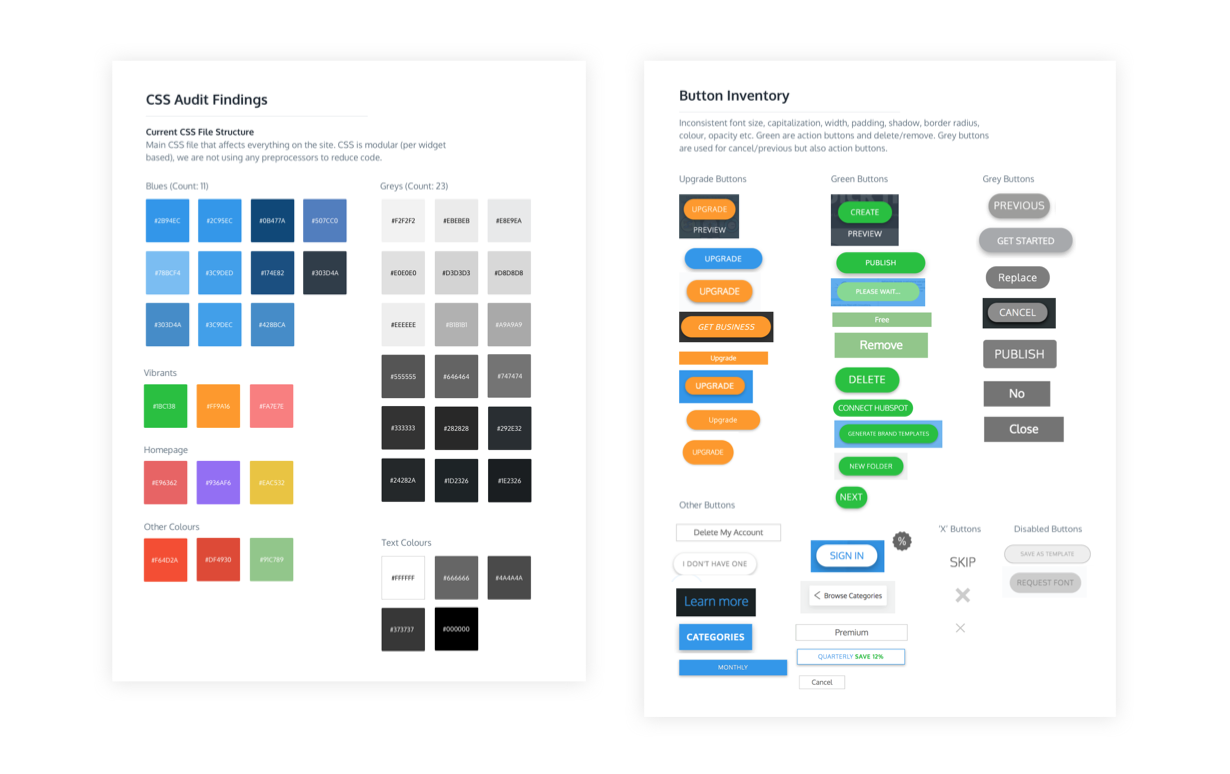 CSS Audit Findings
Current CSS File Structure
Main CSS file that affects everything on the site. CSS is modular (per widget
based), we are not using any preprocessors to reduce code.
Blues (Count: 11)
#2B94EC #2C95EC #0B477A #507CC0
#7BBCF4 #3C9DED #174E82 #303D4A
#303D4A #3C9DEC #428BCA
Vibrants
#1BC13B #FF9A16 #FA7E7E
Homepage
#E96362 #936AF6 #EAC532
Other Colours
#F64D2A #DF4930 #91C789
Greys (Count: 23)
#F2F2F2 #EBEBEB #E8E9EA
#E0E0E0 #D3D3D3 #D8D8D8
#EEEEEE #B1B1B1 #A9A9A9
#555555 #646464 #747474
#333333 #282828 #292E32
#24282A #1D2326 #1E2326
Text Colours
#FFFFFF #666666 #4A4A4A
#373737 #000000
Button Inventory
Inconsistent font size, capitalization, width, padding, shadow, border radius,
colour, opacity etc. Green are action buttons and delete/remove. Grey buttons
are used for cancel/previous but also action buttons.
Upgrade Buttons
UPGRADE
PREVIEW
UPGRADE
UPGRADE
GET BUSINESS
Upgrade
UPGRADE
Upgrade
UPGRADE
Green Buttons
CREATE
PREVIEW
PUBLISH
PLEASE WAIT...
Free
Remove
DELETE
CONNECT HUBSPOT
GENERATE BRAND TEMPLATES
NEW FOLDER
NEXT
Grey Buttons
PREVIOUS
GET STARTED
Replace
CANCEL
PUBLISH
No
Close
Other Buttons
Delete My Account
I DON'T HAVE ONE
Learn more
CATEGORIES
MONTHLY
%
SIGN IN
Browse Categories
Premium
QUARTERLY SAVE 12%
Cancel
'X' Buttons
SKIP
Disabled Buttons
SAVE AS TEMPLATE
REQUEST FONT